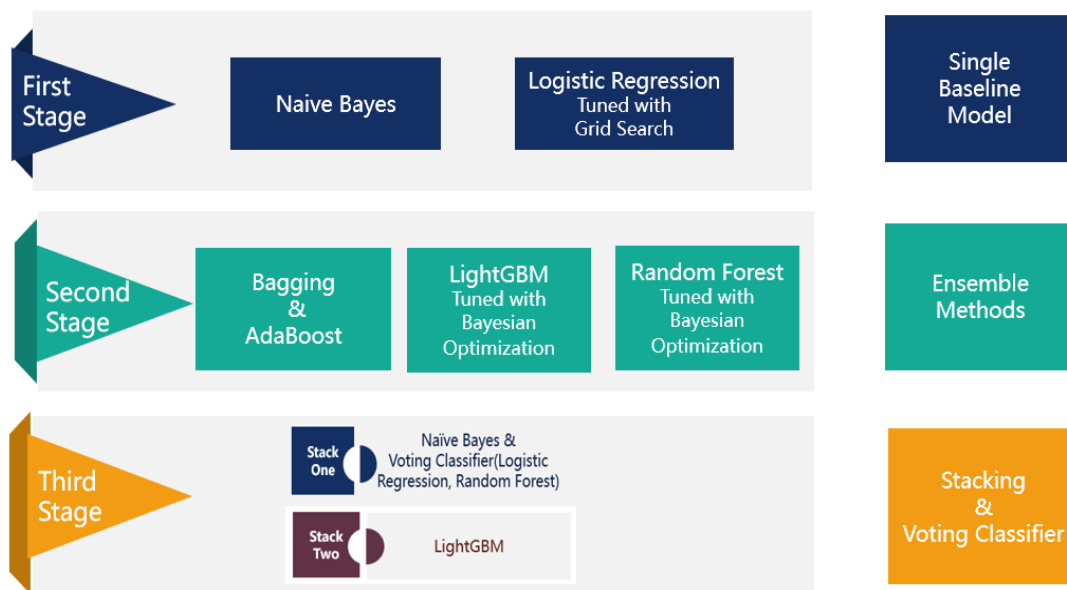 First
Stage
Naive Bayes
Logistic Regression
Tuned with
Grid Search
Single
Baseline
Model
Second
Stage
Bagging
&
AdaBoost
LightGBM
Tuned with
Bayesian
Optimization
Random Forest
Tuned with
Bayesian
Optimization
Ensemble
Methods
Third
Stage
Stack
One
Naïve Bayes &
Voting Classifier(Logistic
Regression, Random Forest)
Stack
Two
LightGBM
Stacking
&
Voting Classifier